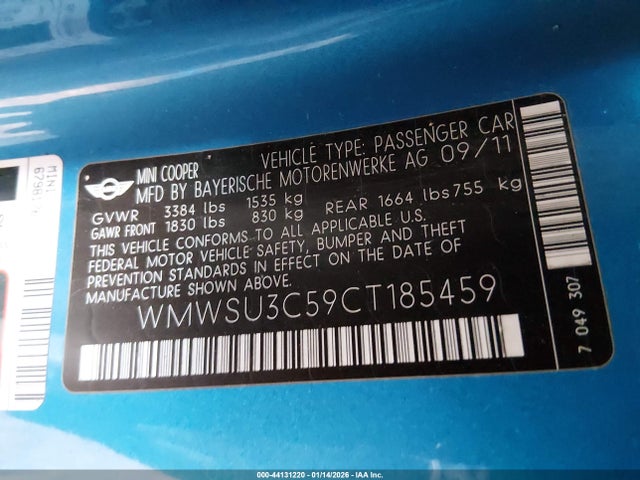 MINI COOPER VEHICLE TYPE: PASSENGER CAR
MFD BY BAYERISCHE MOTORENWERKE AG 09/11
GVWR 3384 lbs 1535 kg
GAWR FRONT 1830 lbs 830 kg REAR 1664 lbs 755 kg
THIS VEHICLE CONFORMS TO ALL APPLICABLE
FEDERAL MOTOR VEHICLE SAFETY, BUMPER AND THEFT
PREVENTION STANDARDS IN EFFECT ON THE DATE OF
MANUFACTURE SHOWN ABOVE.
WMWSU3C59CT185459
7 049 307
MINI
000-44131220 - 01/14/2026 - IAA Inc.